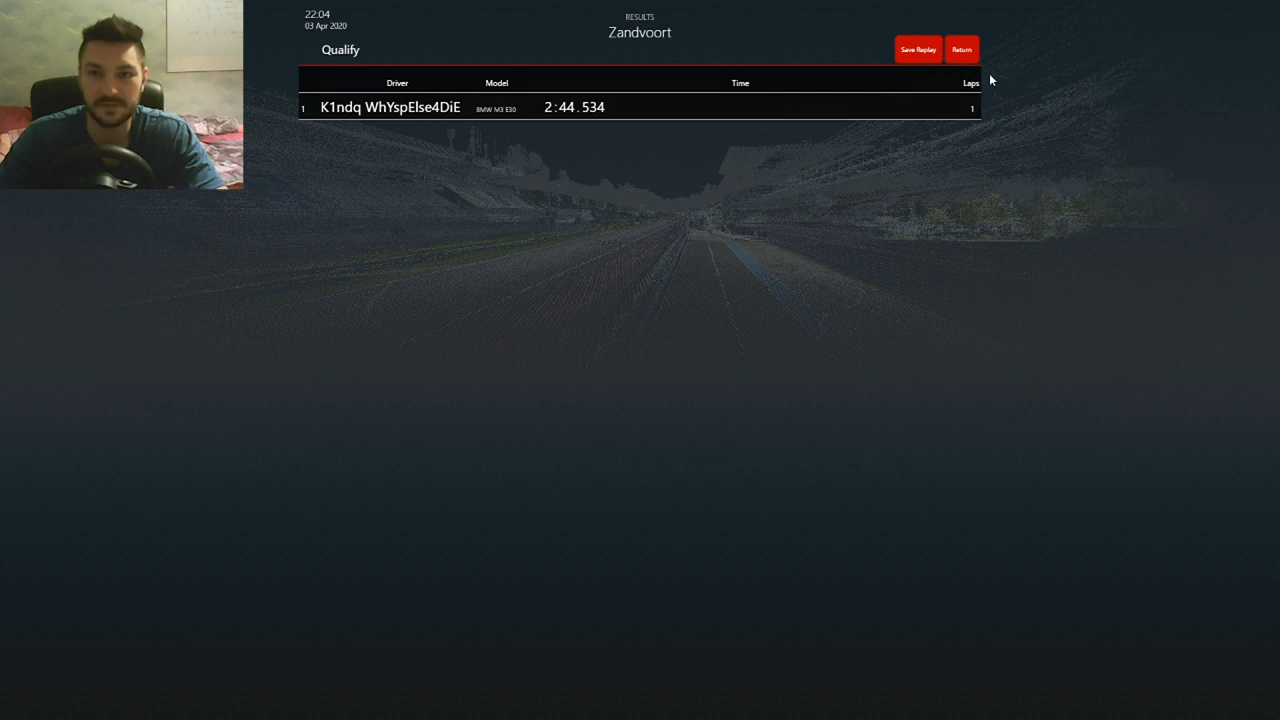 22:04
03 Apr 2020
RESULTS
Zandvoort
Qualify
Save Replay
Return
Driver Model Time Laps
1 K1ndq WhYspElse4DiE BMW M3 E30 2:44.534 1